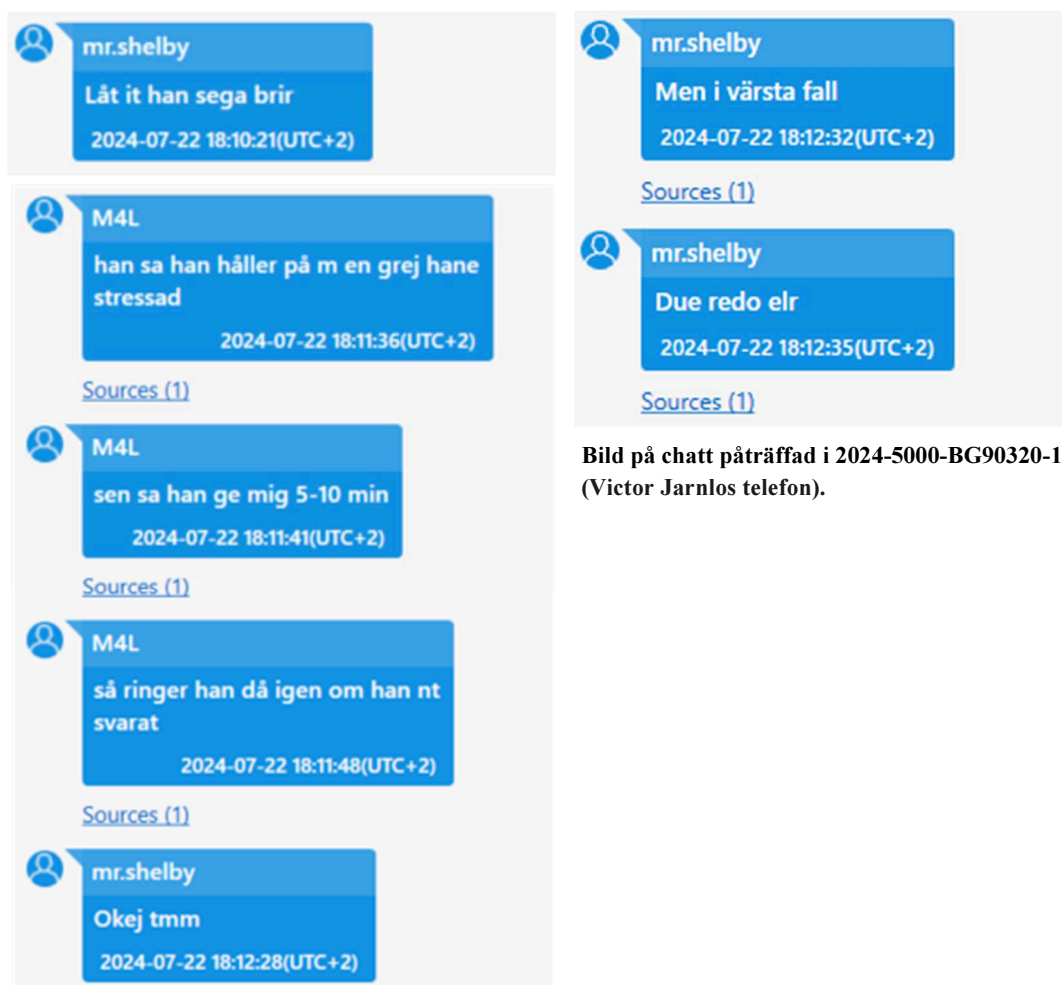 mr.shelby
Låt it han sega brir
2024-07-22 18:10:21(UTC+2)
M4L
han sa han håller på m en grej hane
stressad
2024-07-22 18:11:36(UTC+2)
Sources (1)
M4L
sen sa han ge mig 5-10 min
2024-07-22 18:11:41(UTC+2)
Sources (1)
M4L
så ringer han då igen om han nt
svarat
2024-07-22 18:11:48(UTC+2)
Sources (1)
mr.shelby
Okej tmm
2024-07-22 18:12:28(UTC+2)
mr.shelby
Men i värsta fall
2024-07-22 18:12:32(UTC+2)
Sources (1)
mr.shelby
Due redo elr
2024-07-22 18:12:35(UTC+2)
Sources (1)
Bild på chatt påträffad i 2024-5000-BG90320-1
(Victor Jarnlos telefon).